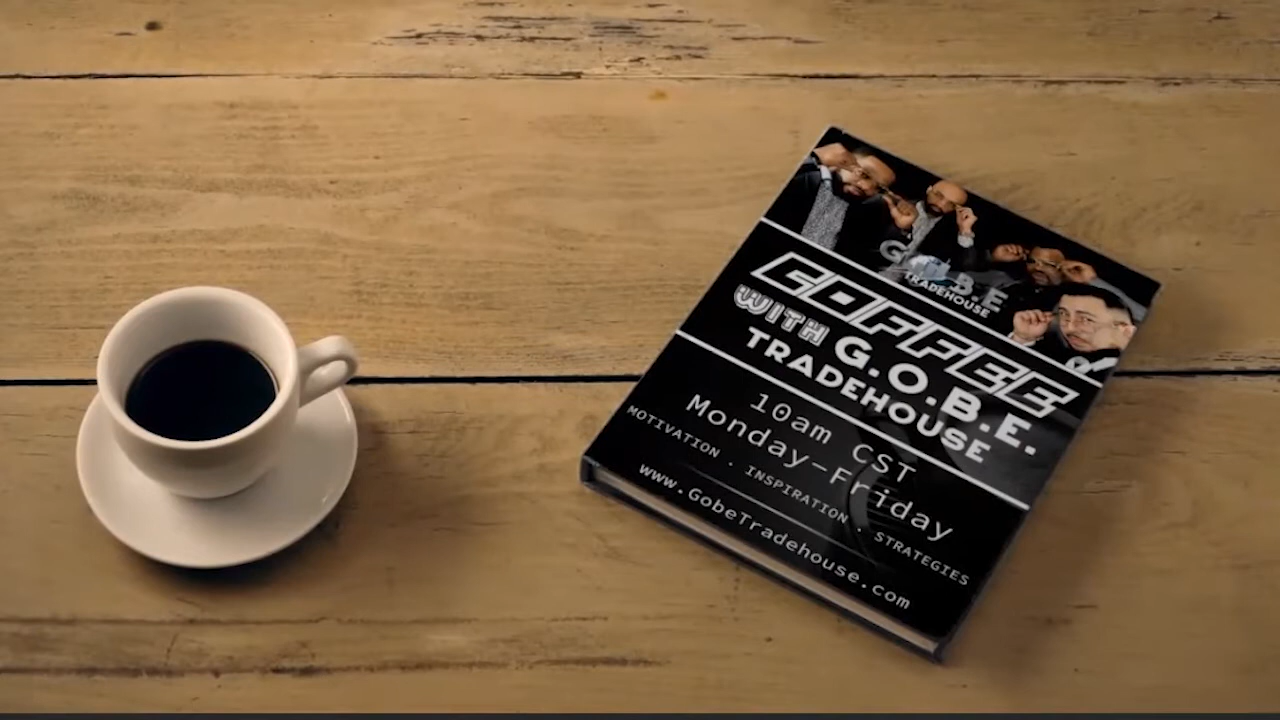 G.O.B.E
TRADEHOUSE
COFFEE
WITH G.O.B.E.
TRADEHOUSE
10am CST
Monday-Friday
MOTIVATION . INSPIRATION . STRATEGIES
www.GobeTradehouse.com